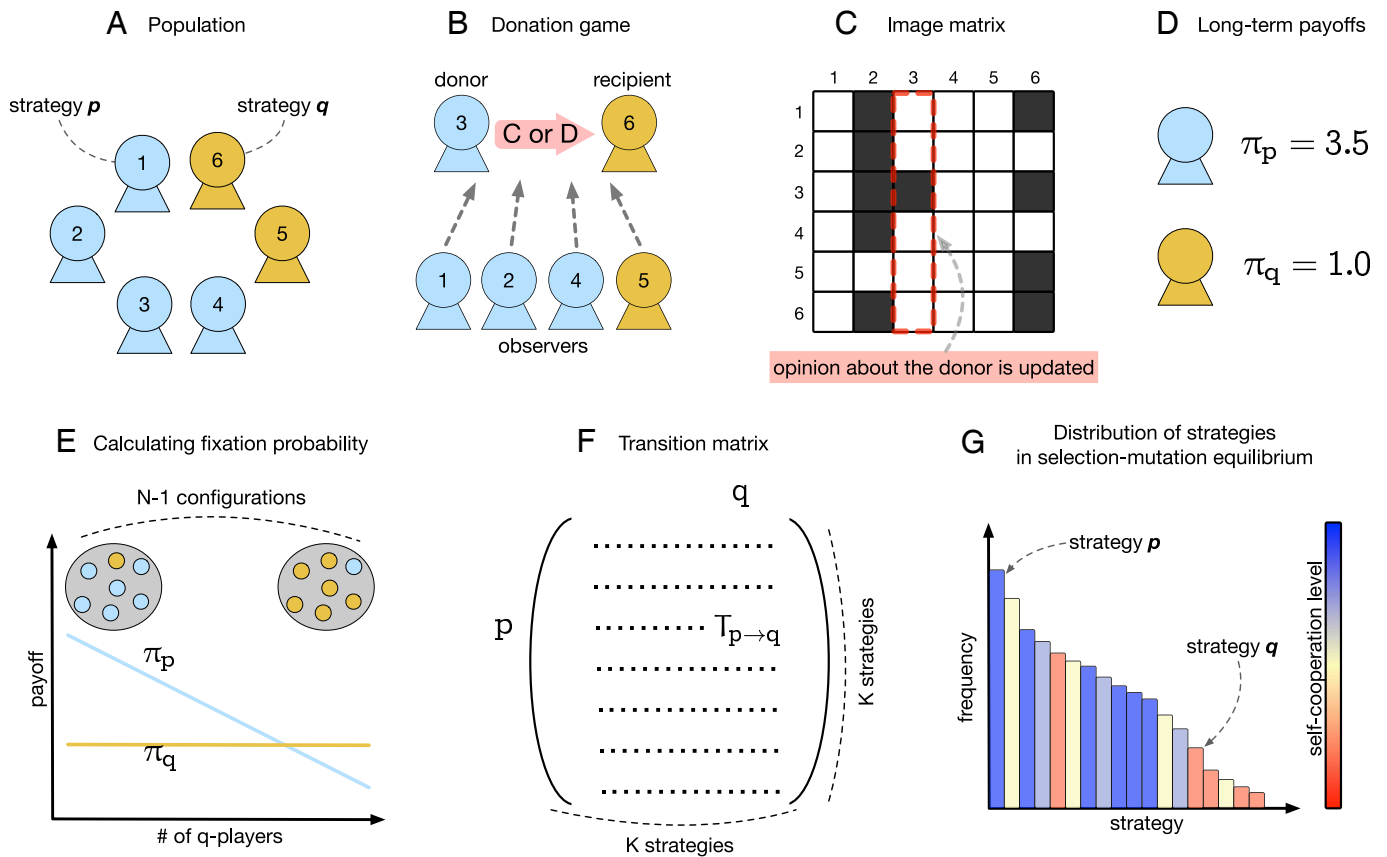 A Population
strategy p
strategy q
1
6
2
5
3
4
B Donation game
donor
recipient
3
C or D
6
1
2
4
5
observers
C Image matrix
1 2 3 4 5 6
1
2
3
4
5
6
opinion about the donor is updated
D Long-term payoffs
πp = 3.5
πq = 1.0
E Calculating fixation probability
N-1 configurations
payoff
πp
πq
# of q-players
F Transition matrix
q
p
Tp→q
K strategies
K strategies
G Distribution of strategies
in selection-mutation equilibrium
strategy p
strategy q
frequency
strategy
self-cooperation level